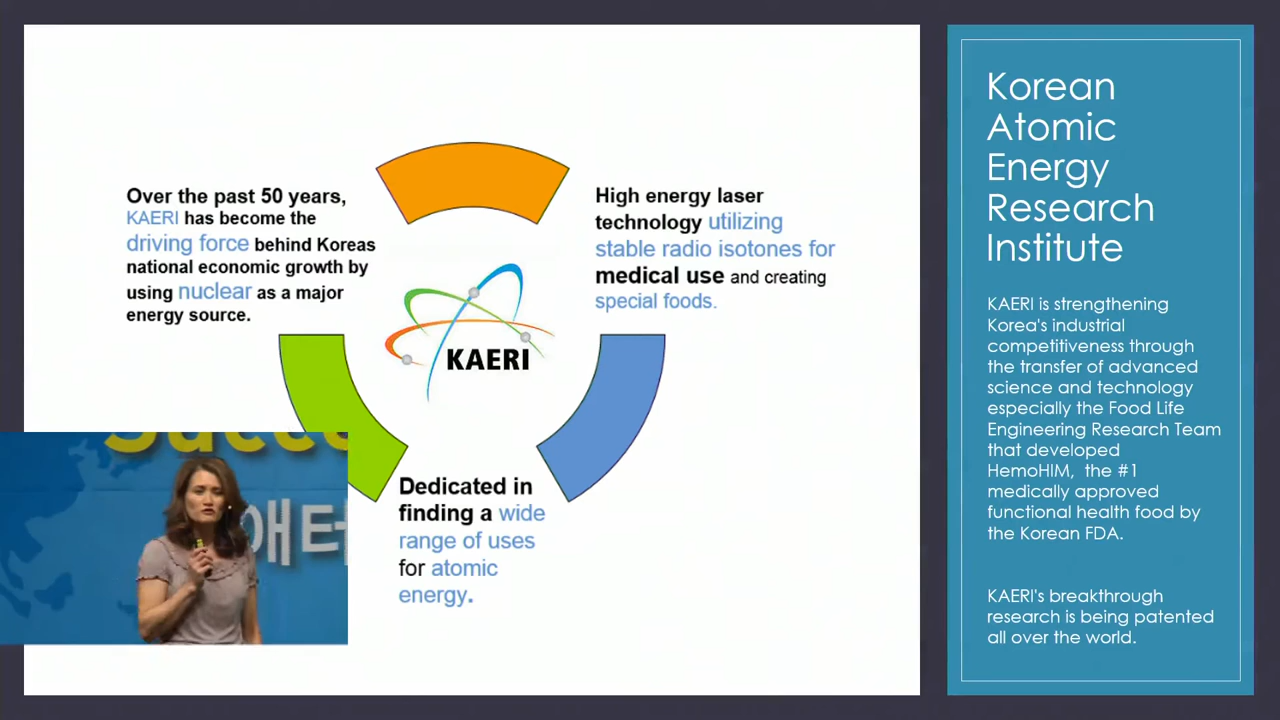 Over the past 50 years,
KAERI has become the
driving force behind Koreas
national economic growth by
using nuclear as a major
energy source.
High energy laser
technology utilizing
stable radio isotones for
medical use and creating
special foods.
KAERI
Dedicated in
finding a wide
range of uses
for atomic
energy.
Succe
애터
Korean
Atomic
Energy
Research
Institute
KAERI is strengthening
Korea's industrial
competitiveness through
the transfer of advanced
science and technology
especially the Food Life
Engineering Research Team
that developed
HemoHIM, the #1
medically approved
functional health food by
the Korean FDA.
KAERI's breakthrough
research is being patented
all over the world.